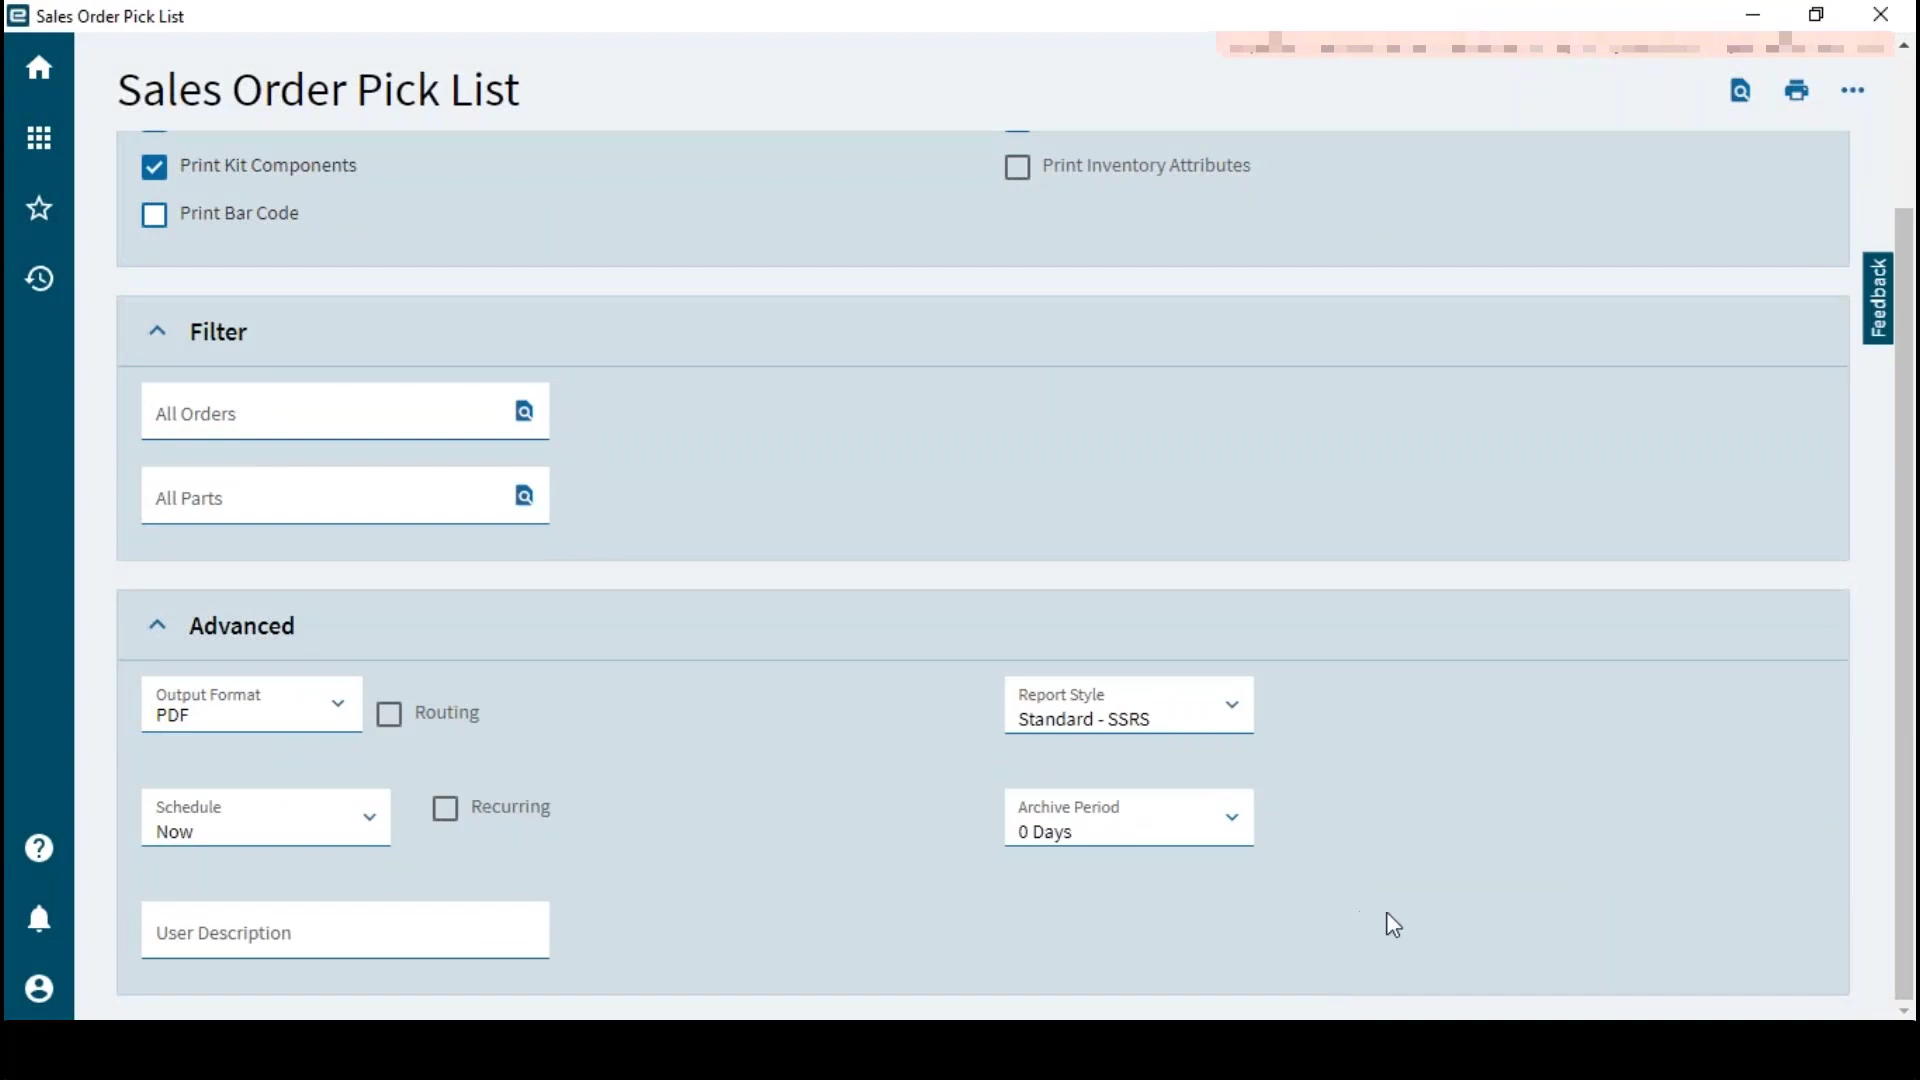 Sales Order Pick List
Sales Order Pick List
Print Kit Components
Print Inventory Attributes
Print Bar Code
Feedback
Filter
All Orders
All Parts
Advanced
Output Format
PDF
Routing
Report Style
Standard - SSRS
Schedule
Now
Recurring
Archive Period
0 Days
User Description